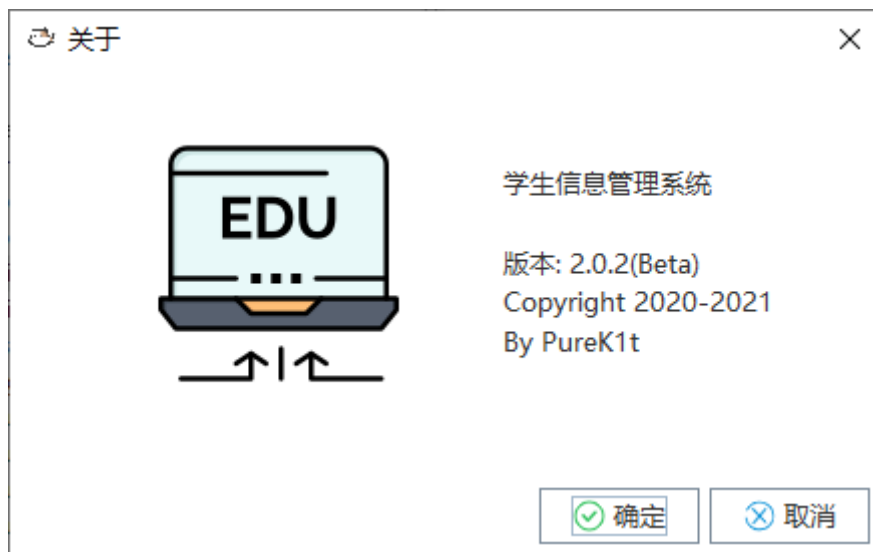 关于
EDU
学生信息管理系统
版本: 2.0.2(Beta)
Copyright 2020-2021
By PureK1t
确定
取消